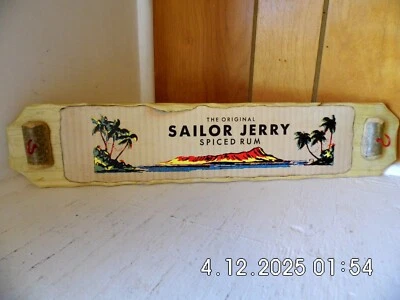 THE ORIGINAL
SAILOR JERRY
SPICED RUM
4.12.2025 01:54